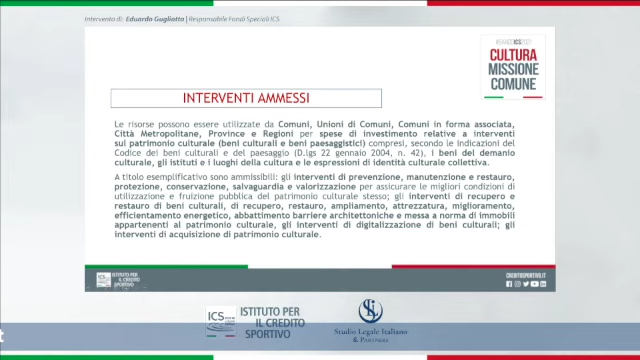 Intervento di: Eduardo Gugliotta | Responsabile Fondi Speciali ICS
#BANDOICS2021
CULTURA
MISSIONE
COMUNE
INTERVENTI AMMESSI
Le risorse possono essere utilizzate da Comuni, Unioni di Comuni, Comuni in forma associata,
Città Metropolitane, Province e Regioni per spese di investimento relative a interventi
sul patrimonio culturale (beni culturali e beni paesaggistici) compresi, secondo le indicazioni del
Codice dei beni culturali e del paesaggio (D.lgs 22 gennaio 2004, n. 42), i beni del demanio
culturale, gli istituti e i luoghi della cultura e le espressioni di identità culturale collettiva.
A titolo esemplificativo sono ammissibili: gli interventi di prevenzione, manutenzione e restauro,
protezione, conservazione, salvaguardia e valorizzazione per assicurare le migliori condizioni di
utilizzazione e fruizione pubblica del patrimonio culturale stesso; gli interventi di recupero e
restauro di beni culturali, di recupero, restauro, ampliamento, attrezzatura, miglioramento,
efficientamento energetico, abbattimento barriere architettoniche e messa a norma di immobili
appartenenti al patrimonio culturale, gli interventi di digitalizzazione di beni culturali; gli
interventi di acquisizione di patrimonio culturale.
ICS
ISTITUTO PER
IL CREDITO
SPORTIVO
CREDITOSPORTIVO.IT
ICS
ISTITUTO PER
IL CREDITO
SPORTIVO
Studio Legale Italiano
& Partners
t